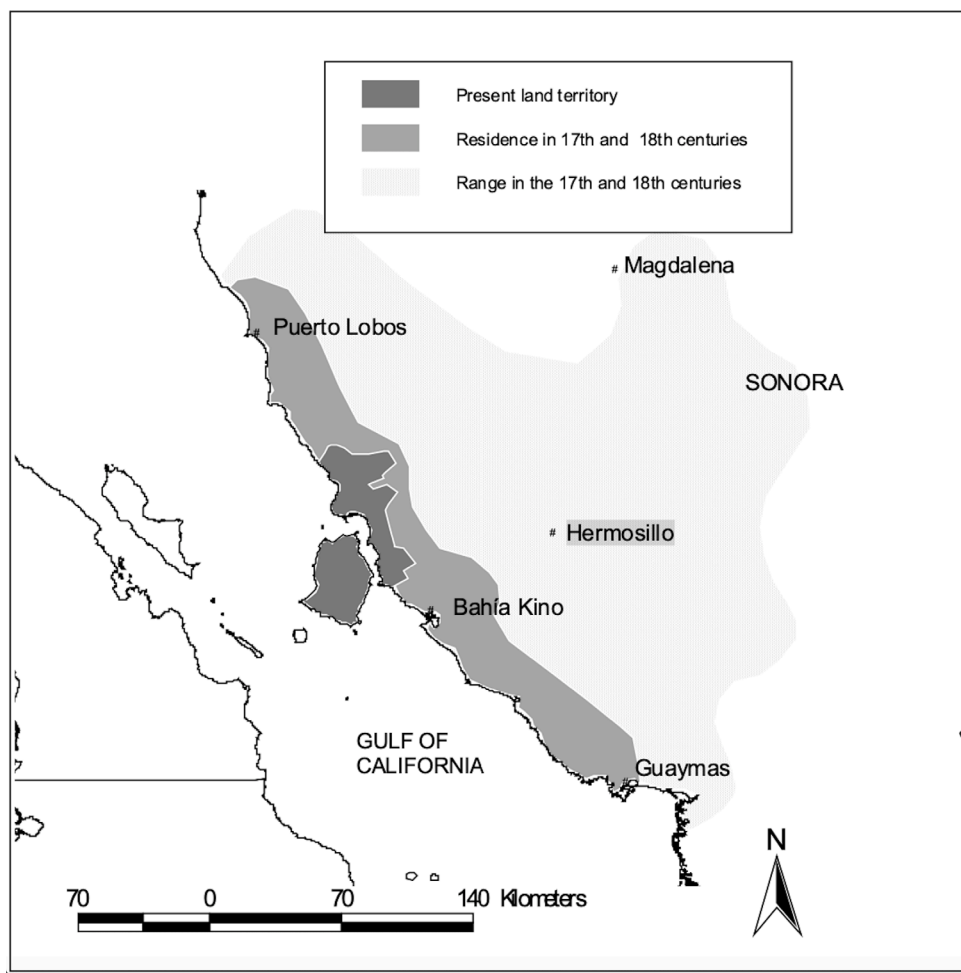 Present land territory
Residence in 17th and 18th centuries
Range in the 17th and 18th centuries
# Magdalena
# Puerto Lobos
SONORA
# Hermosillo
# Bahía Kino
GULF OF
CALIFORNIA
# Guaymas
N
70 0 70 140 Kilometers